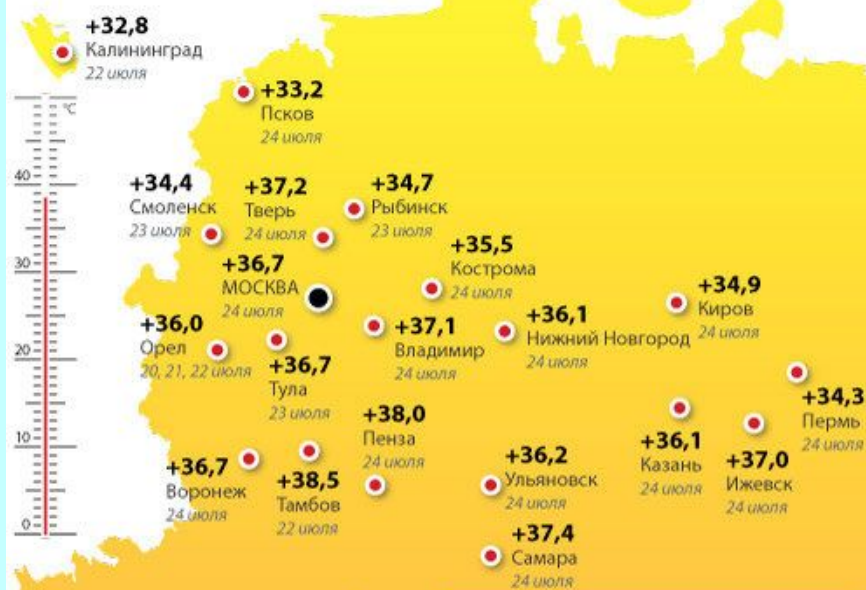 +32,8
Калининград
22 июля
°C
+33,2
Псков
24 июля
40
+34,4
Смоленск
23 июля
+37,2
Тверь
24 июля
+34,7
Рыбинск
23 июля
+36,7
МОСКВА
24 июля
+35,5
Кострома
24 июля
30
+34,9
Киров
24 июля
+36,0
Орел
20, 21, 22 июля
+36,7
Тула
23 июля
+37,1
Владимир
24 июля
+36,1
Нижний Новгород
24 июля
20
+34,3
Пермь
24 июля
+38,0
Пенза
24 июля
10
+36,7
Воронеж
24 июля
+38,5
Тамбов
22 июля
+36,2
Ульяновск
24 июля
+36,1
Казань
24 июля
+37,0
Ижевск
24 июля
0
+37,4
Самара
24 июля